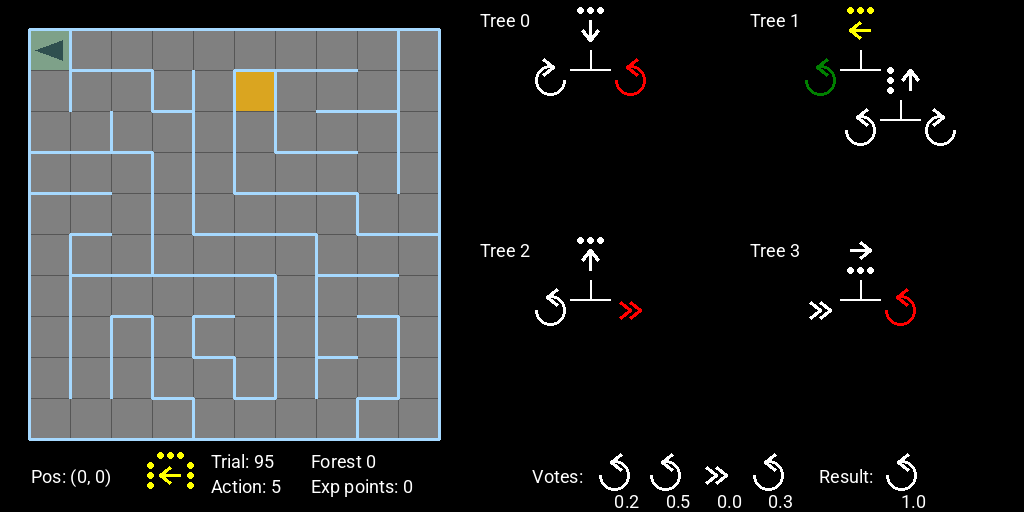 Tree 0
Tree 1
Tree 2
Tree 3
Pos: (0, 0)
Trial: 95
Action: 5
Forest 0
Exp points: 0
Votes:
0.2
0.5
0.0
0.3
Result:
1.0